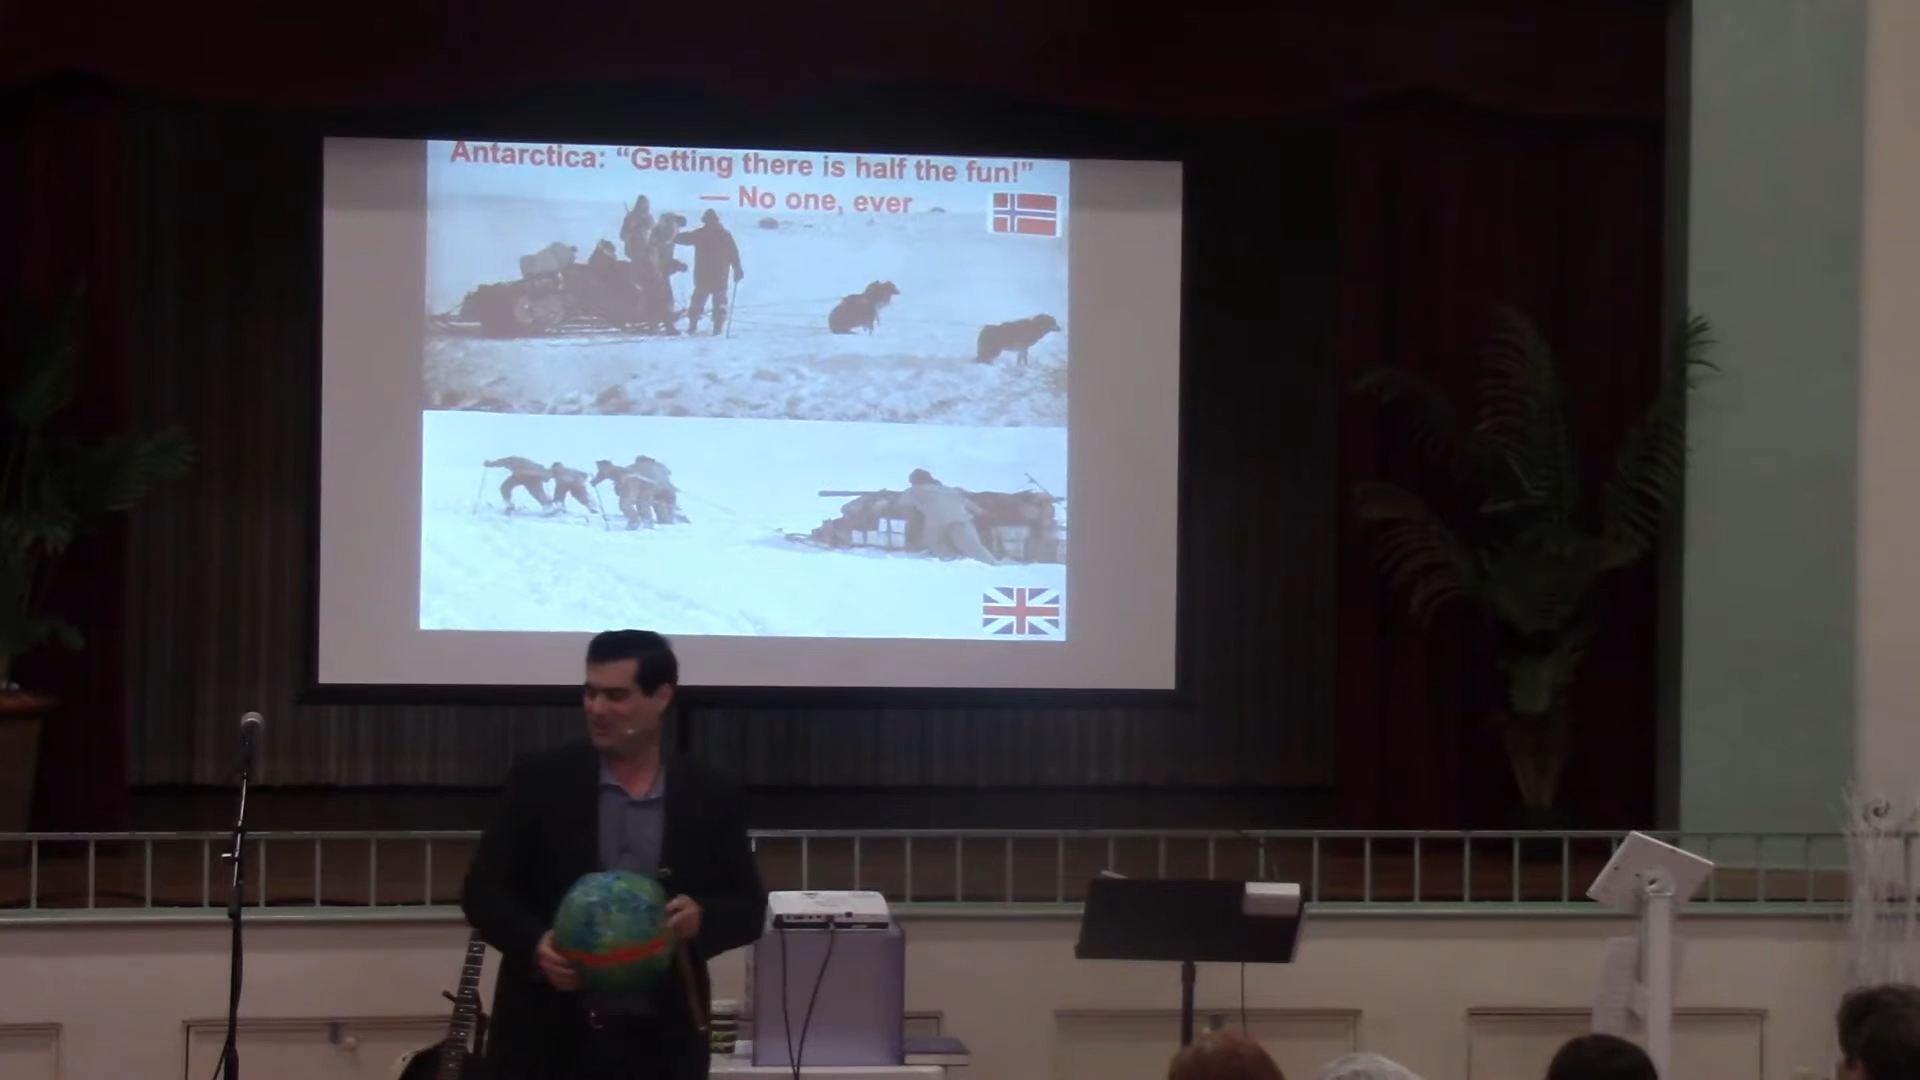 Antarctica: “Getting there is half the fun!”
— No one, ever